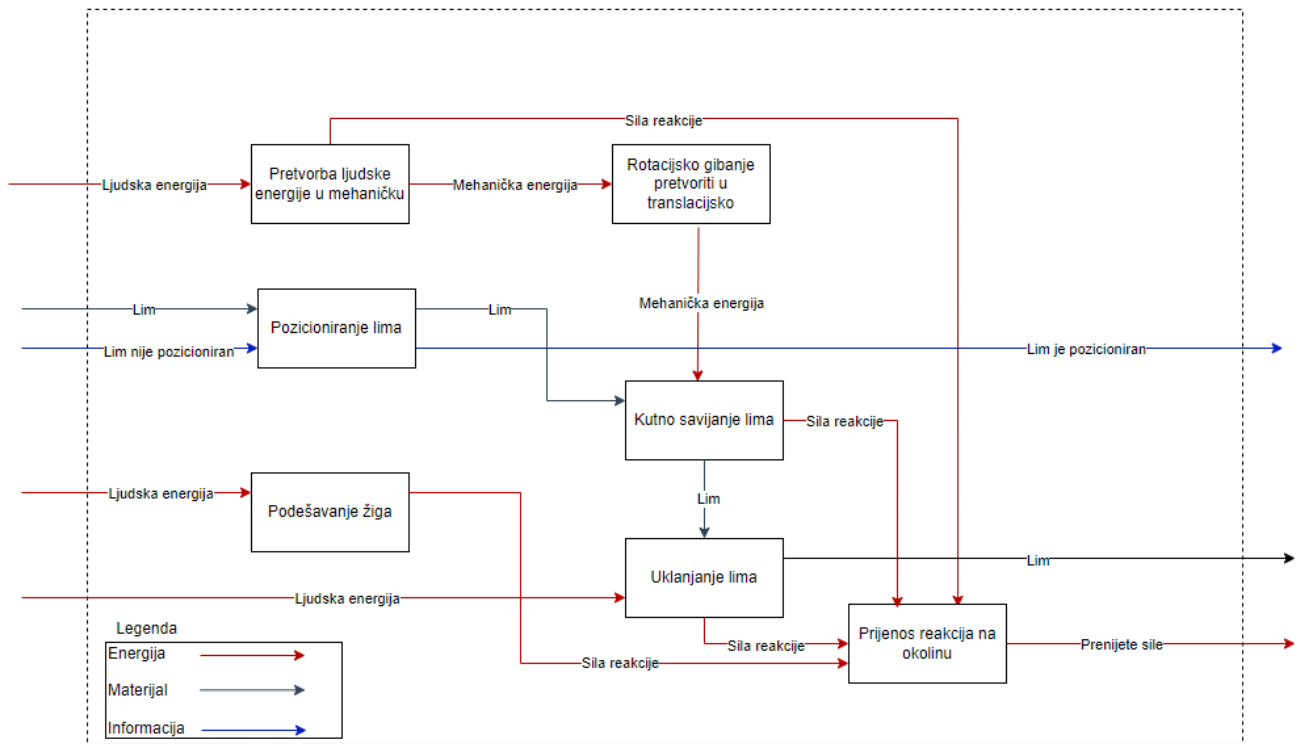 Sila reakcije
Ljudska energija
Pretvorba ljudske
energije u mehaničku
Mehanička energija
Rotacijsko gibanje
pretvoriti u
translacijsko
Mehanička energija
Lim
Pozicioniranje lima
Lim
Lim nije pozicioniran
Lim je pozicioniran
Kutno savijanje lima
Sila reakcije
Ljudska energija
Podešavanje žiga
Lim
Uklanjanje lima
Lim
Ljudska energija
Sila reakcije
Sila reakcije
Prijenos reakcija na
okolinu
Prenijete sile
Legenda
Energija
Materijal
Informacija